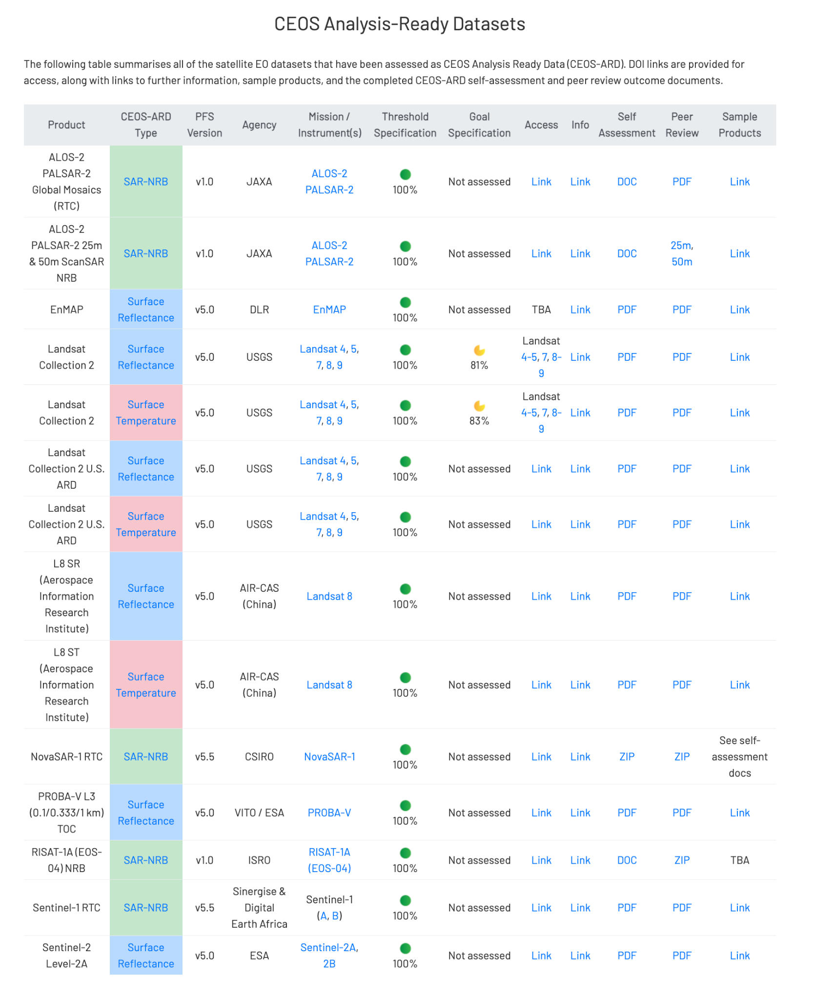 CEOS Analysis-Ready Datasets
The following table summarises all of the satellite EO datasets that have been assessed as CEOS Analysis Ready Data (CEOS-ARD). DOI links are provided for
access, along with links to further information, sample products, and the completed CEOS-ARD self-assessment and peer review outcome documents.
Product
CEOS-ARD
Type
PFS
Version
Agency
Mission /
Instrument(s)
Threshold
Specification
Goal
Specification
Access
Info
Self
Assessment
Peer
Review
Sample
Products
ALOS-2
PALSAR-2
Global Mosaics
(RTC)
SAR-NRB
v1.0
JAXA
ALOS-2
PALSAR-2
100%
Not assessed
Link
Link
DOC
PDF
Link
ALOS-2
PALSAR-2 25m
& 50m ScanSAR
NRB
SAR-NRB
v1.0
JAXA
ALOS-2
PALSAR-2
100%
Not assessed
Link
Link
DOC
25m,
50m
Link
EnMAP
Surface
Reflectance
v5.0
DLR
EnMAP
100%
Not assessed
TBA
Link
PDF
PDF
Link
Landsat
Collection 2
Surface
Reflectance
v5.0
USGS
Landsat 4, 5,
7, 8, 9
100%
81%
Landsat
4-5, 7, 8-
9
Link
PDF
PDF
Link
Landsat
Collection 2
Surface
Temperature
v5.0
USGS
Landsat 4, 5,
7, 8, 9
100%
83%
Landsat
4-5, 7, 8-
9
Link
PDF
PDF
Link
Landsat
Collection 2 U.S.
ARD
Surface
Reflectance
v5.0
USGS
Landsat 4, 5,
7, 8, 9
100%
Not assessed
Link
Link
PDF
PDF
Link
Landsat
Collection 2 U.S.
ARD
Surface
Temperature
v5.0
USGS
Landsat 4, 5,
7, 8, 9
100%
Not assessed
Link
Link
PDF
PDF
Link
L8 SR
(Aerospace
Information
Research
Institute)
Surface
Reflectance
v5.0
AIR-CAS
(China)
Landsat 8
100%
Not assessed
Link
Link
PDF
PDF
Link
L8 ST
(Aerospace
Information
Research
Institute)
Surface
Temperature
v5.0
AIR-CAS
(China)
Landsat 8
100%
Not assessed
Link
Link
PDF
PDF
Link
NovaSAR-1 RTC
SAR-NRB
v5.5
CSIRO
NovaSAR-1
100%
Not assessed
Link
Link
ZIP
ZIP
See self-
assessment
docs
PROBA-V L3
(0.1/0.333/1 km)
TOC
Surface
Reflectance
v5.0
VITO / ESA
PROBA-V
100%
Not assessed
Link
Link
PDF
PDF
Link
RISAT-1A (EOS-
04) NRB
SAR-NRB
v1.0
ISRO
RISAT-1A
(EOS-04)
100%
Not assessed
Link
Link
DOC
ZIP
TBA
Sentinel-1 RTC
SAR-NRB
v5.5
Sinergise &
Digital
Earth Africa
Sentinel-1
(A, B)
100%
Not assessed
Link
Link
PDF
PDF
Link
Sentinel-2
Level-2A
Surface
Reflectance
v5.0
ESA
Sentinel-2A,
2B
100%
Not assessed
Link
Link
PDF
PDF
Link